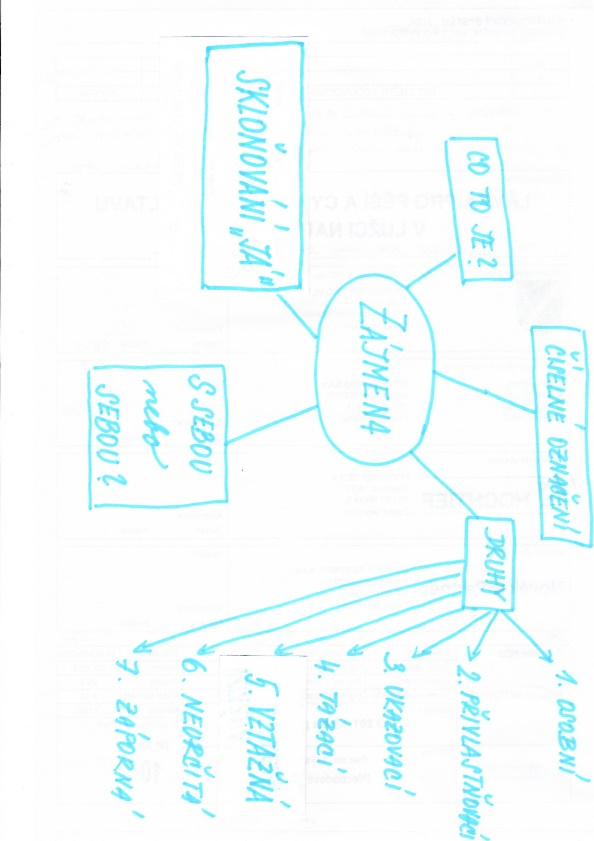 CO TO JE?
ČÍSELNÉ OZNAČENÍ
SKLOŇOVÁNÍ „JÁ"
ZÁJMENA
DRUHY
S SEBOU
nebo
SEBOU?
1. OSOBNÍ
2. PŘIVLASTŇOVACÍ
3. UKAZOVACÍ
4. TÁZACÍ
5. VZTAŽNÁ
6. NEURČITÁ
7. ZÁPORNÁ